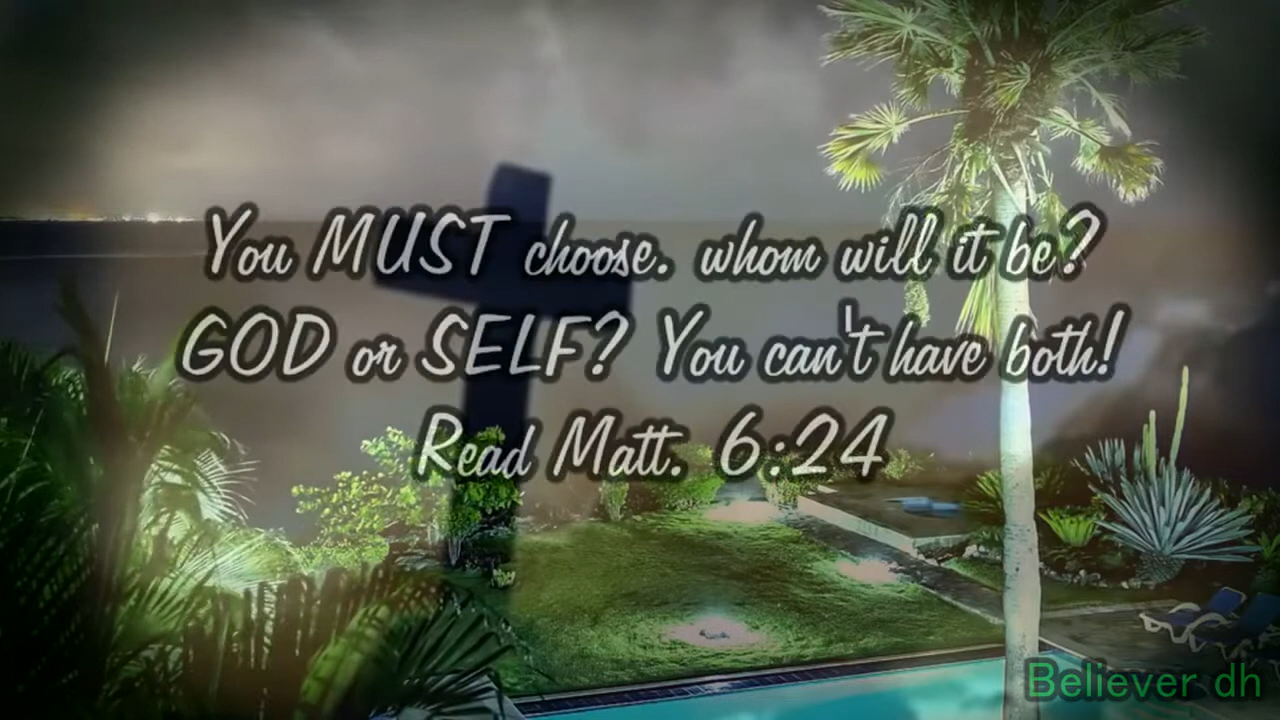 You MUST choose. whom will it be?
GOD or SELF? You can't have both!
Read Matt. 6:24
Believer dh